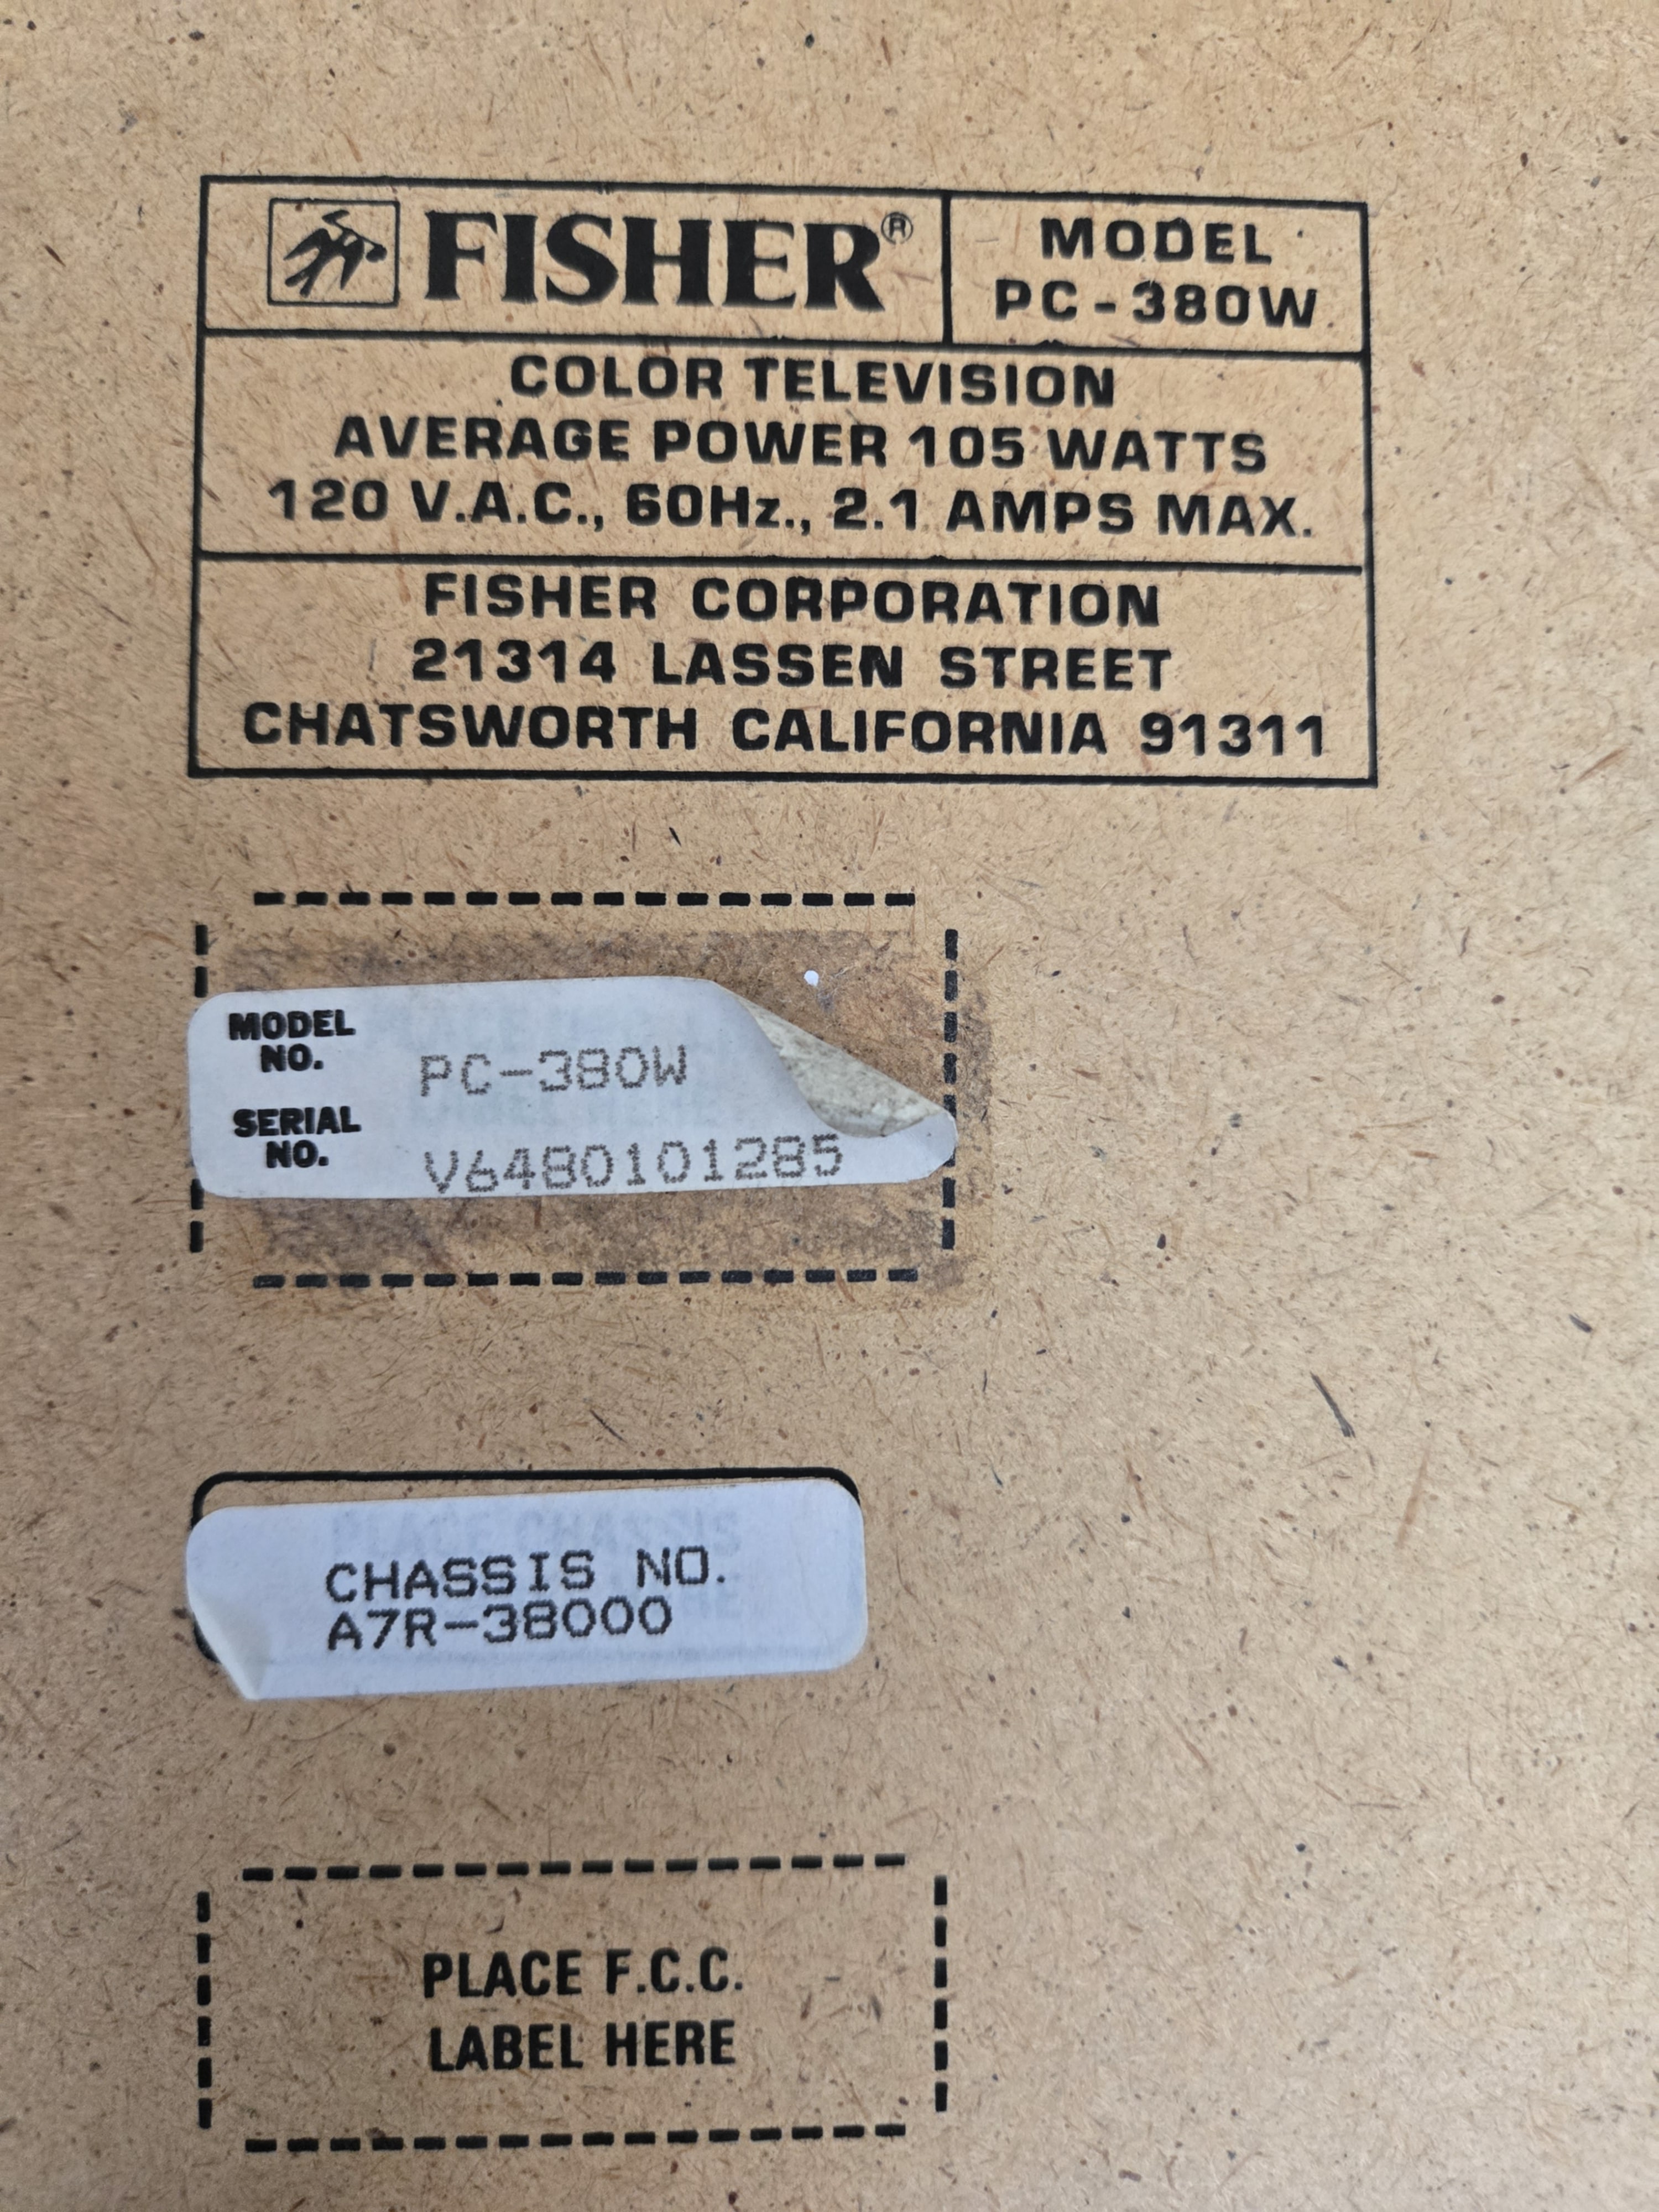 FISHER®
MODEL
PC-380W
COLOR TELEVISION
AVERAGE POWER 105 WATTS
120 V.A.C., 60Hz., 2.1 AMPS MAX.
FISHER CORPORATION
21314 LASSEN STREET
CHATSWORTH CALIFORNIA 91311
MODEL NO. PC-380W
SERIAL NO. V6480101285
PLACE CHASSIS
CHASSIS NO.
A7R-38000
PLACE F.C.C.
LABEL HERE